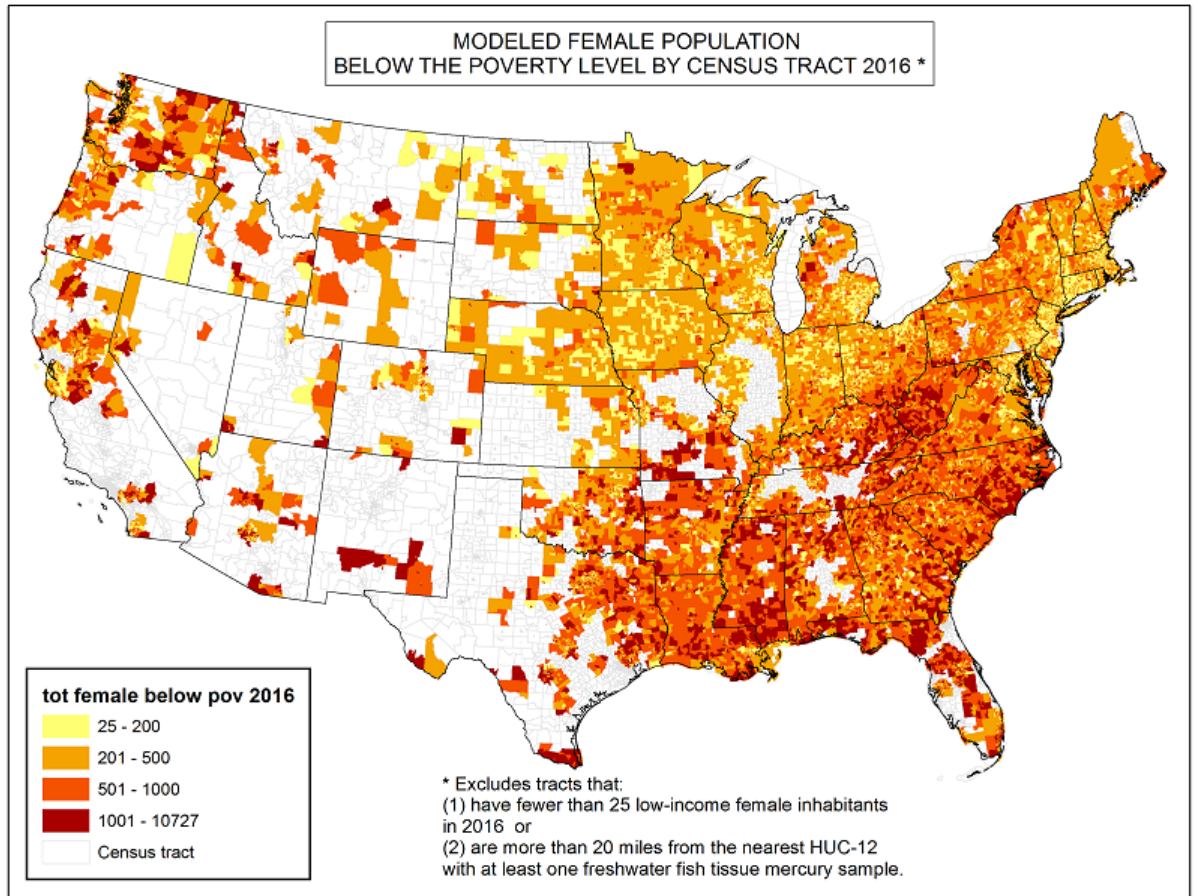 MODELED FEMALE POPULATION
BELOW THE POVERTY LEVEL BY CENSUS TRACT 2016 *
tot female below pov 2016
25 - 200
201 - 500
501 - 1000
1001 - 10727
Census tract
* Excludes tracts that:
(1) have fewer than 25 low-income female inhabitants
in 2016 or
(2) are more than 20 miles from the nearest HUC-12
with at least one freshwater fish tissue mercury sample.